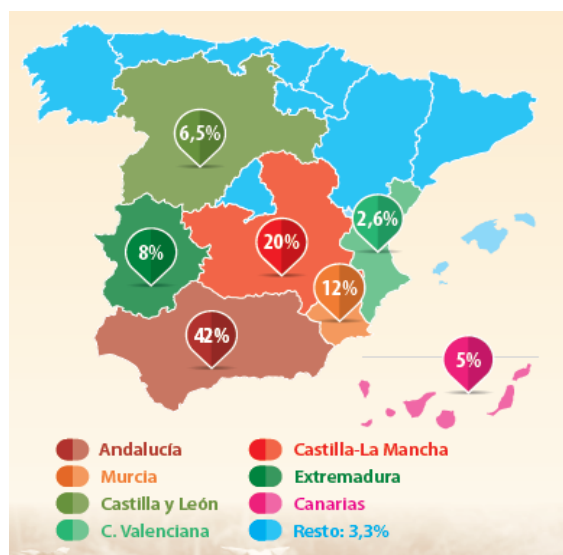 6,5%
2,6%
20%
8%
12%
42%
5%
Andalucía
Castilla-La Mancha
Murcia
Extremadura
Castilla y León
Canarias
C. Valenciana
Resto: 3,3%